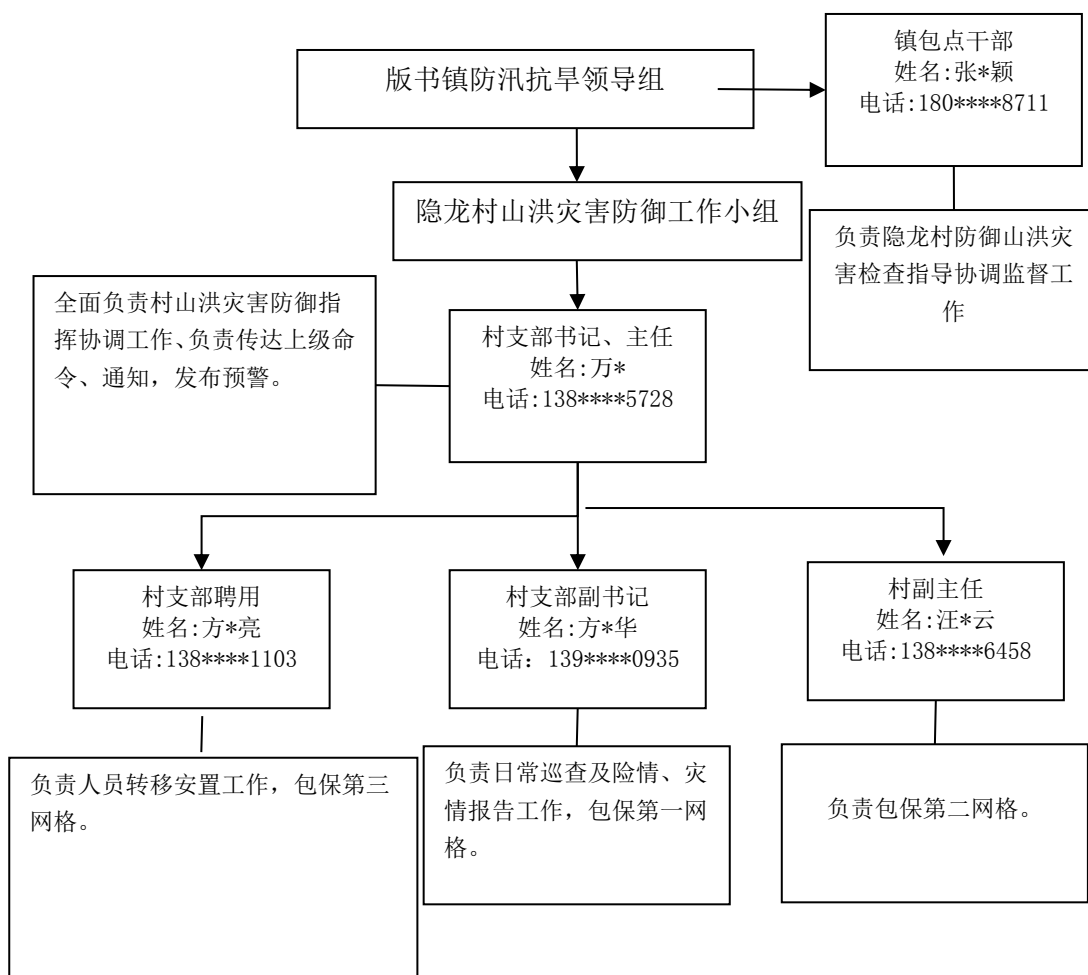 版书镇防汛抗旱领导组
镇包点干部
姓名:张*颖
电话:180****8711
隐龙村山洪灾害防御工作小组
负责隐龙村防御山洪灾
害检查指导协调监督工
作
全面负责村山洪灾害防御指
挥协调工作、负责传达上级命
令、通知，发布预警。
村支部书记、主任
姓名:万*
电话:138****5728
村支部聘用
姓名:方*亮
电话:138****1103
村支部副书记
姓名:方*华
电话：139****0935
村副主任
姓名:汪*云
电话:138****6458
负责人员转移安置工作，包保第三
网格。
负责日常巡查及险情、灾
情报告工作，包保第一网
格。
负责包保第二网格。